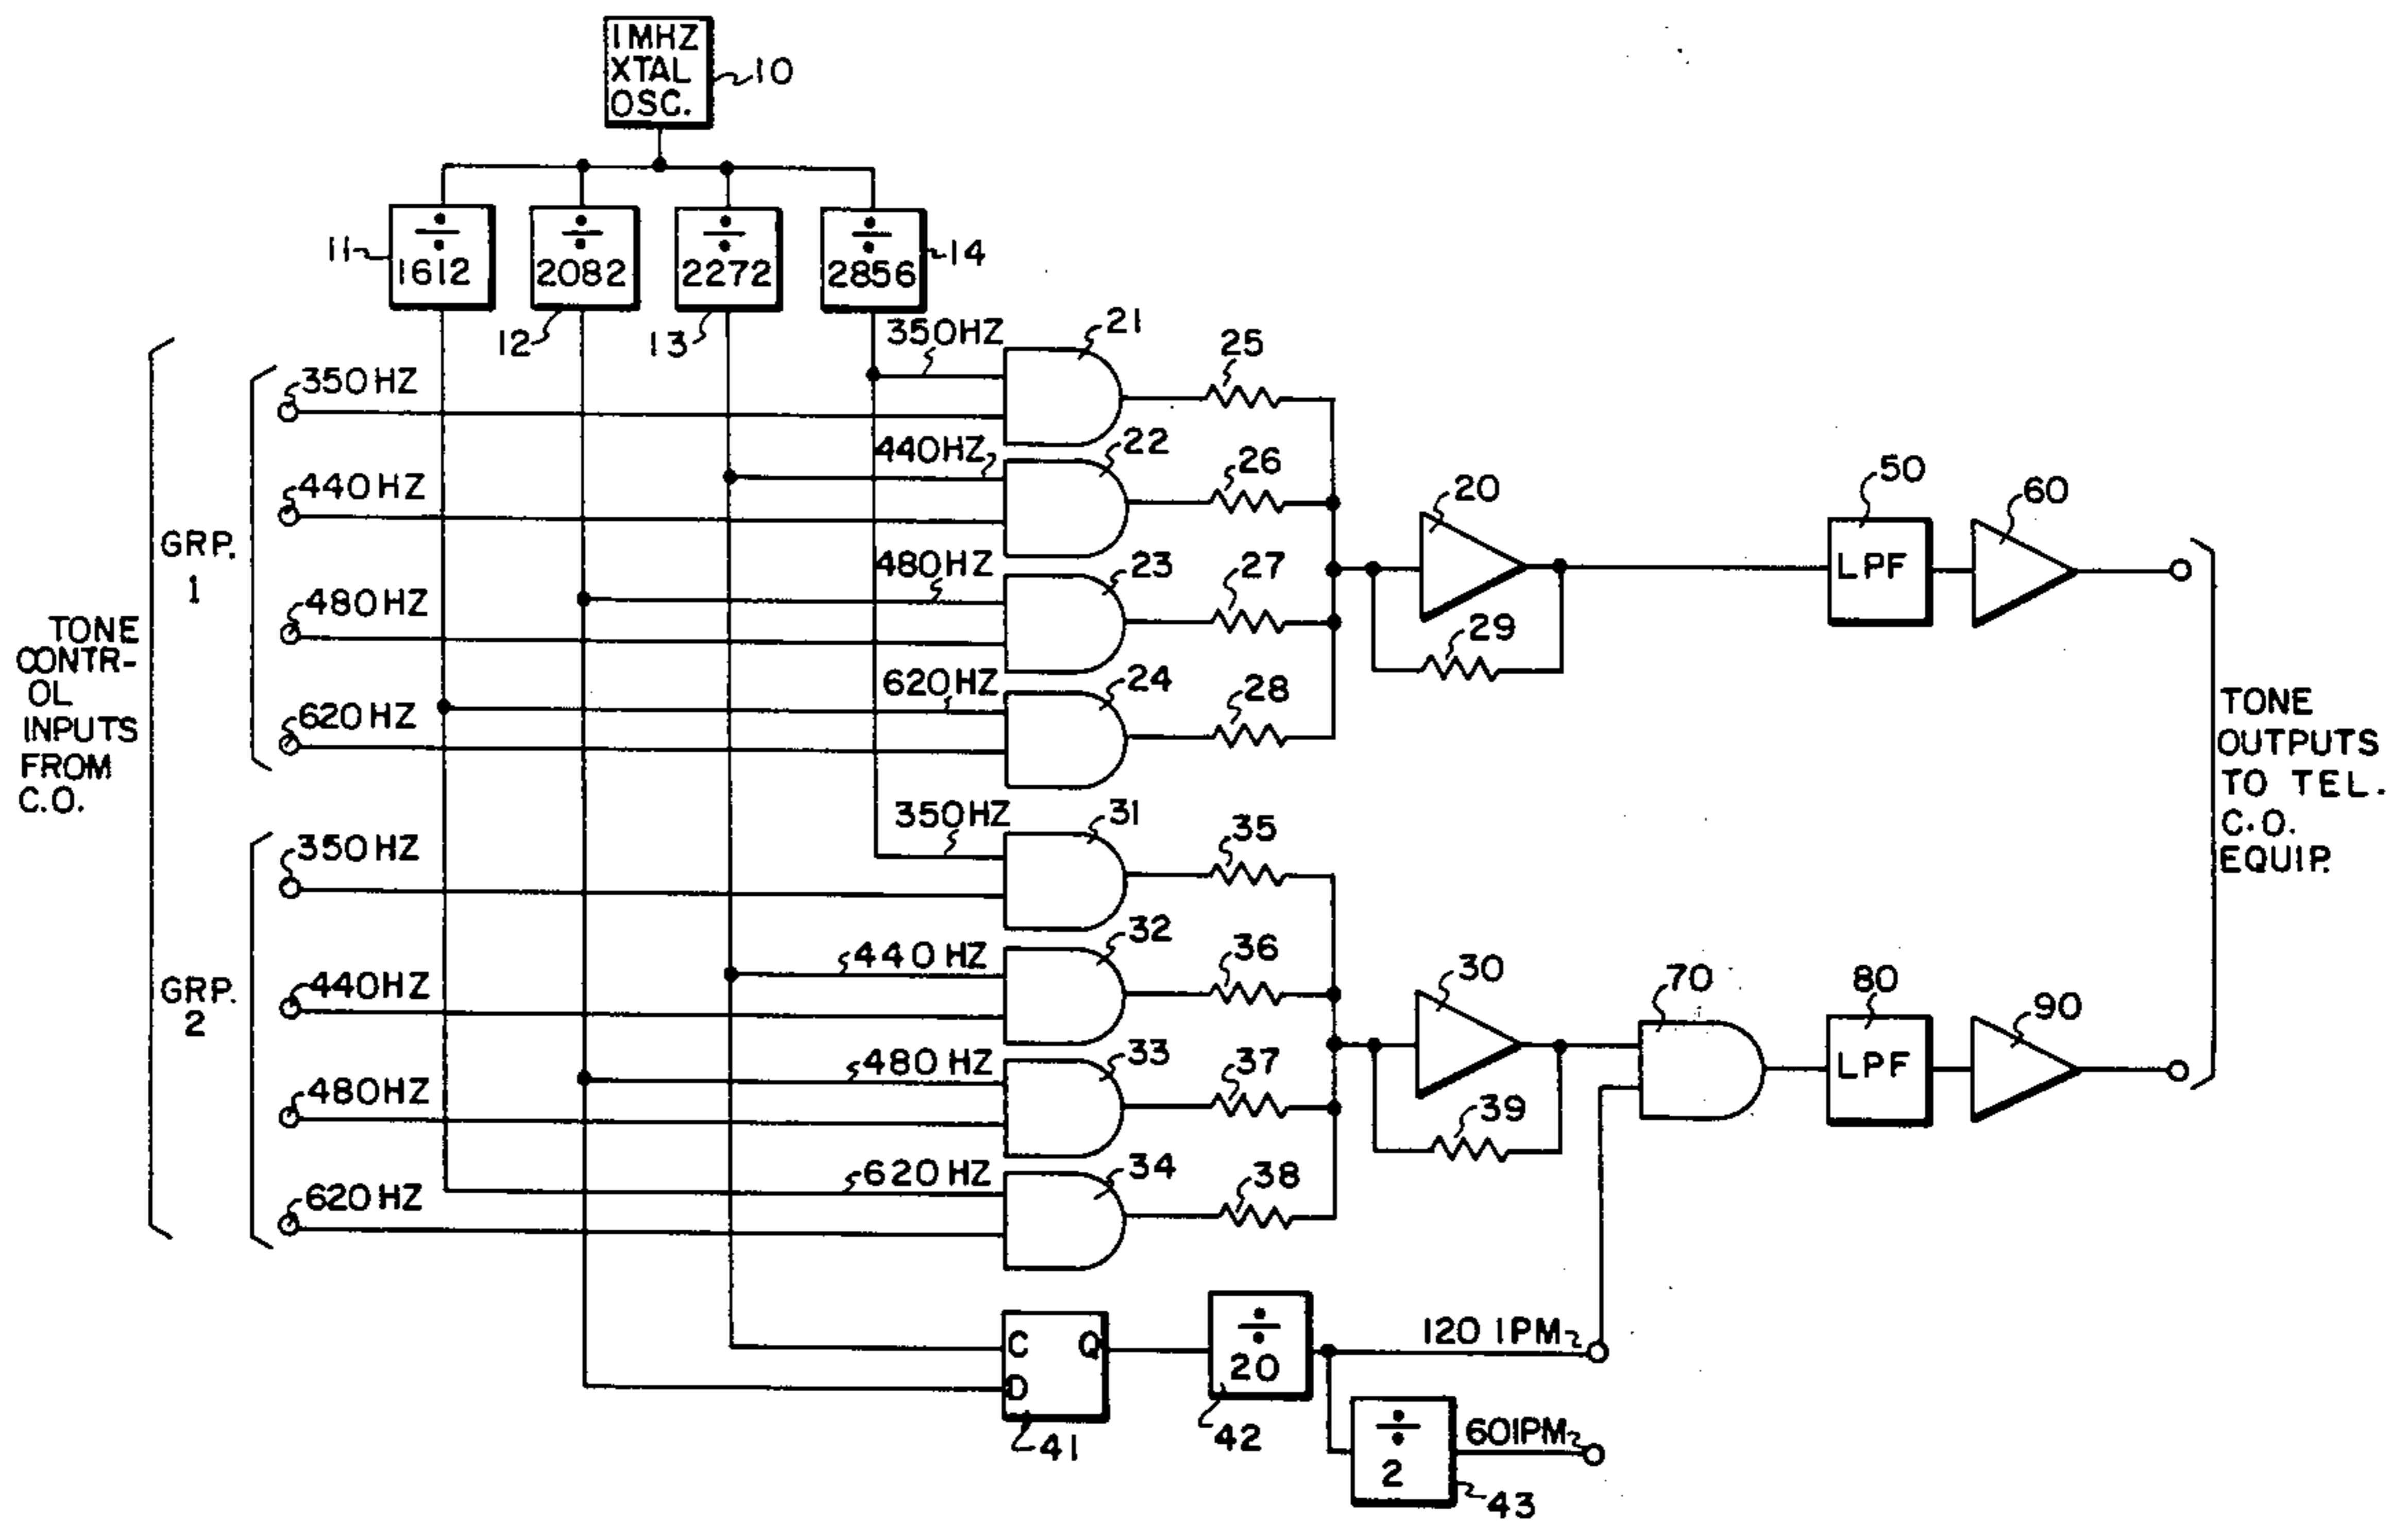 1MHZ
XTAL
OSC.
10
÷
1612
÷
2082
÷
2272
÷
2856
11
12
13
14
350HZ
21
25
350HZ
440HZ
22
26
440HZ
480HZ
23
27
480HZ
620HZ
24
28
620HZ
20
29
50
LPF
60
GRP.
1
TONE
CONTR-
OL
INPUTS
FROM
C.O.
350HZ
31
35
350HZ
440HZ
32
36
440HZ
480HZ
33
37
480HZ
620HZ
34
38
620HZ
GRP.
2
30
39
70
80
LPF
90
TONE
OUTPUTS
TO TEL.
C.O.
EQUIP.
C
Q
D
41
÷
20
42
120 IPM
÷
2
43
60IPM